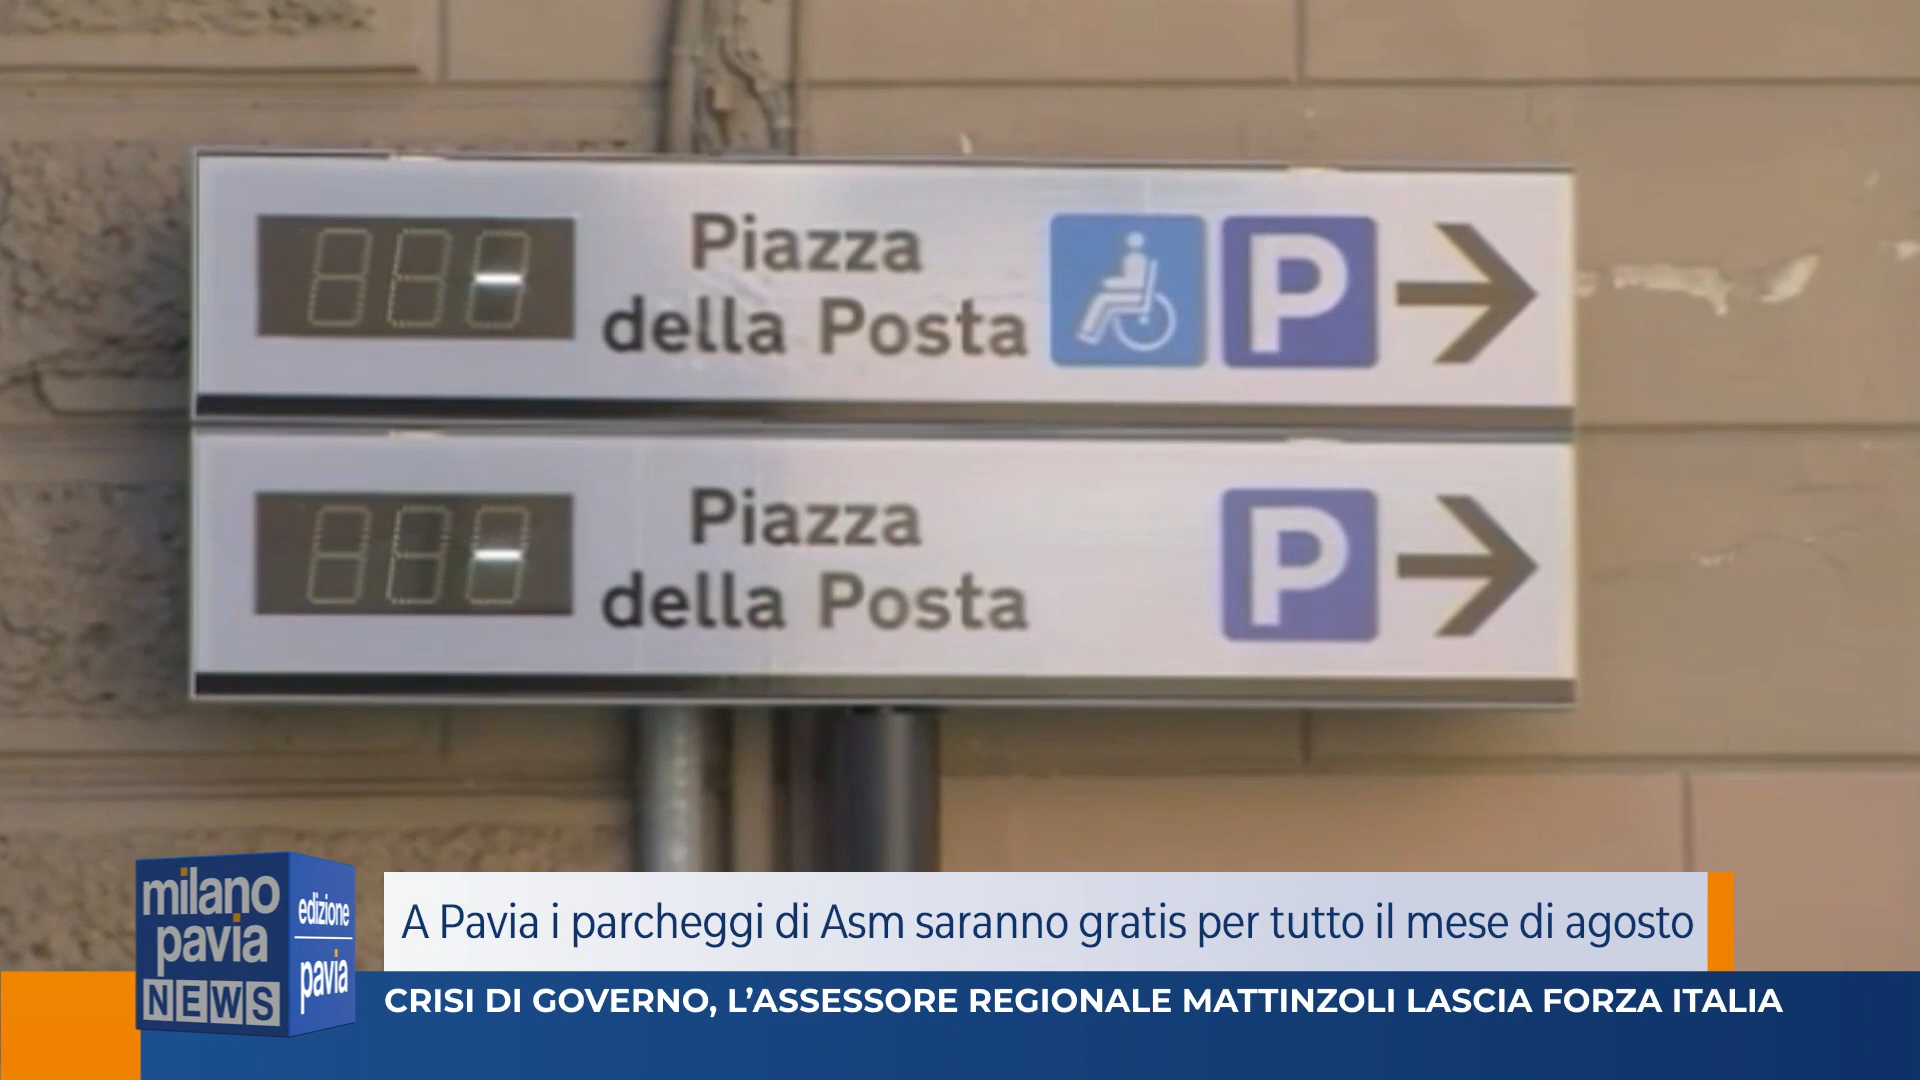 Piazza
della Posta
P
Piazza
della Posta
P
milano
pavia
NEWS
edizione
pavia
A Pavia i parcheggi di Asm saranno gratis per tutto il mese di agosto
CRISI DI GOVERNO, L'ASSESSORE REGIONALE MATTINZOLI LASCIA FORZA ITALIA